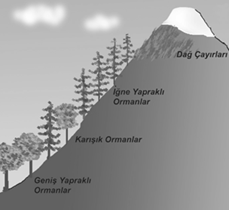 Dağ Çayırları
İğne Yapraklı
Ormanlar
Karışık Ormanlar
Geniş Yapraklı
Ormanlar